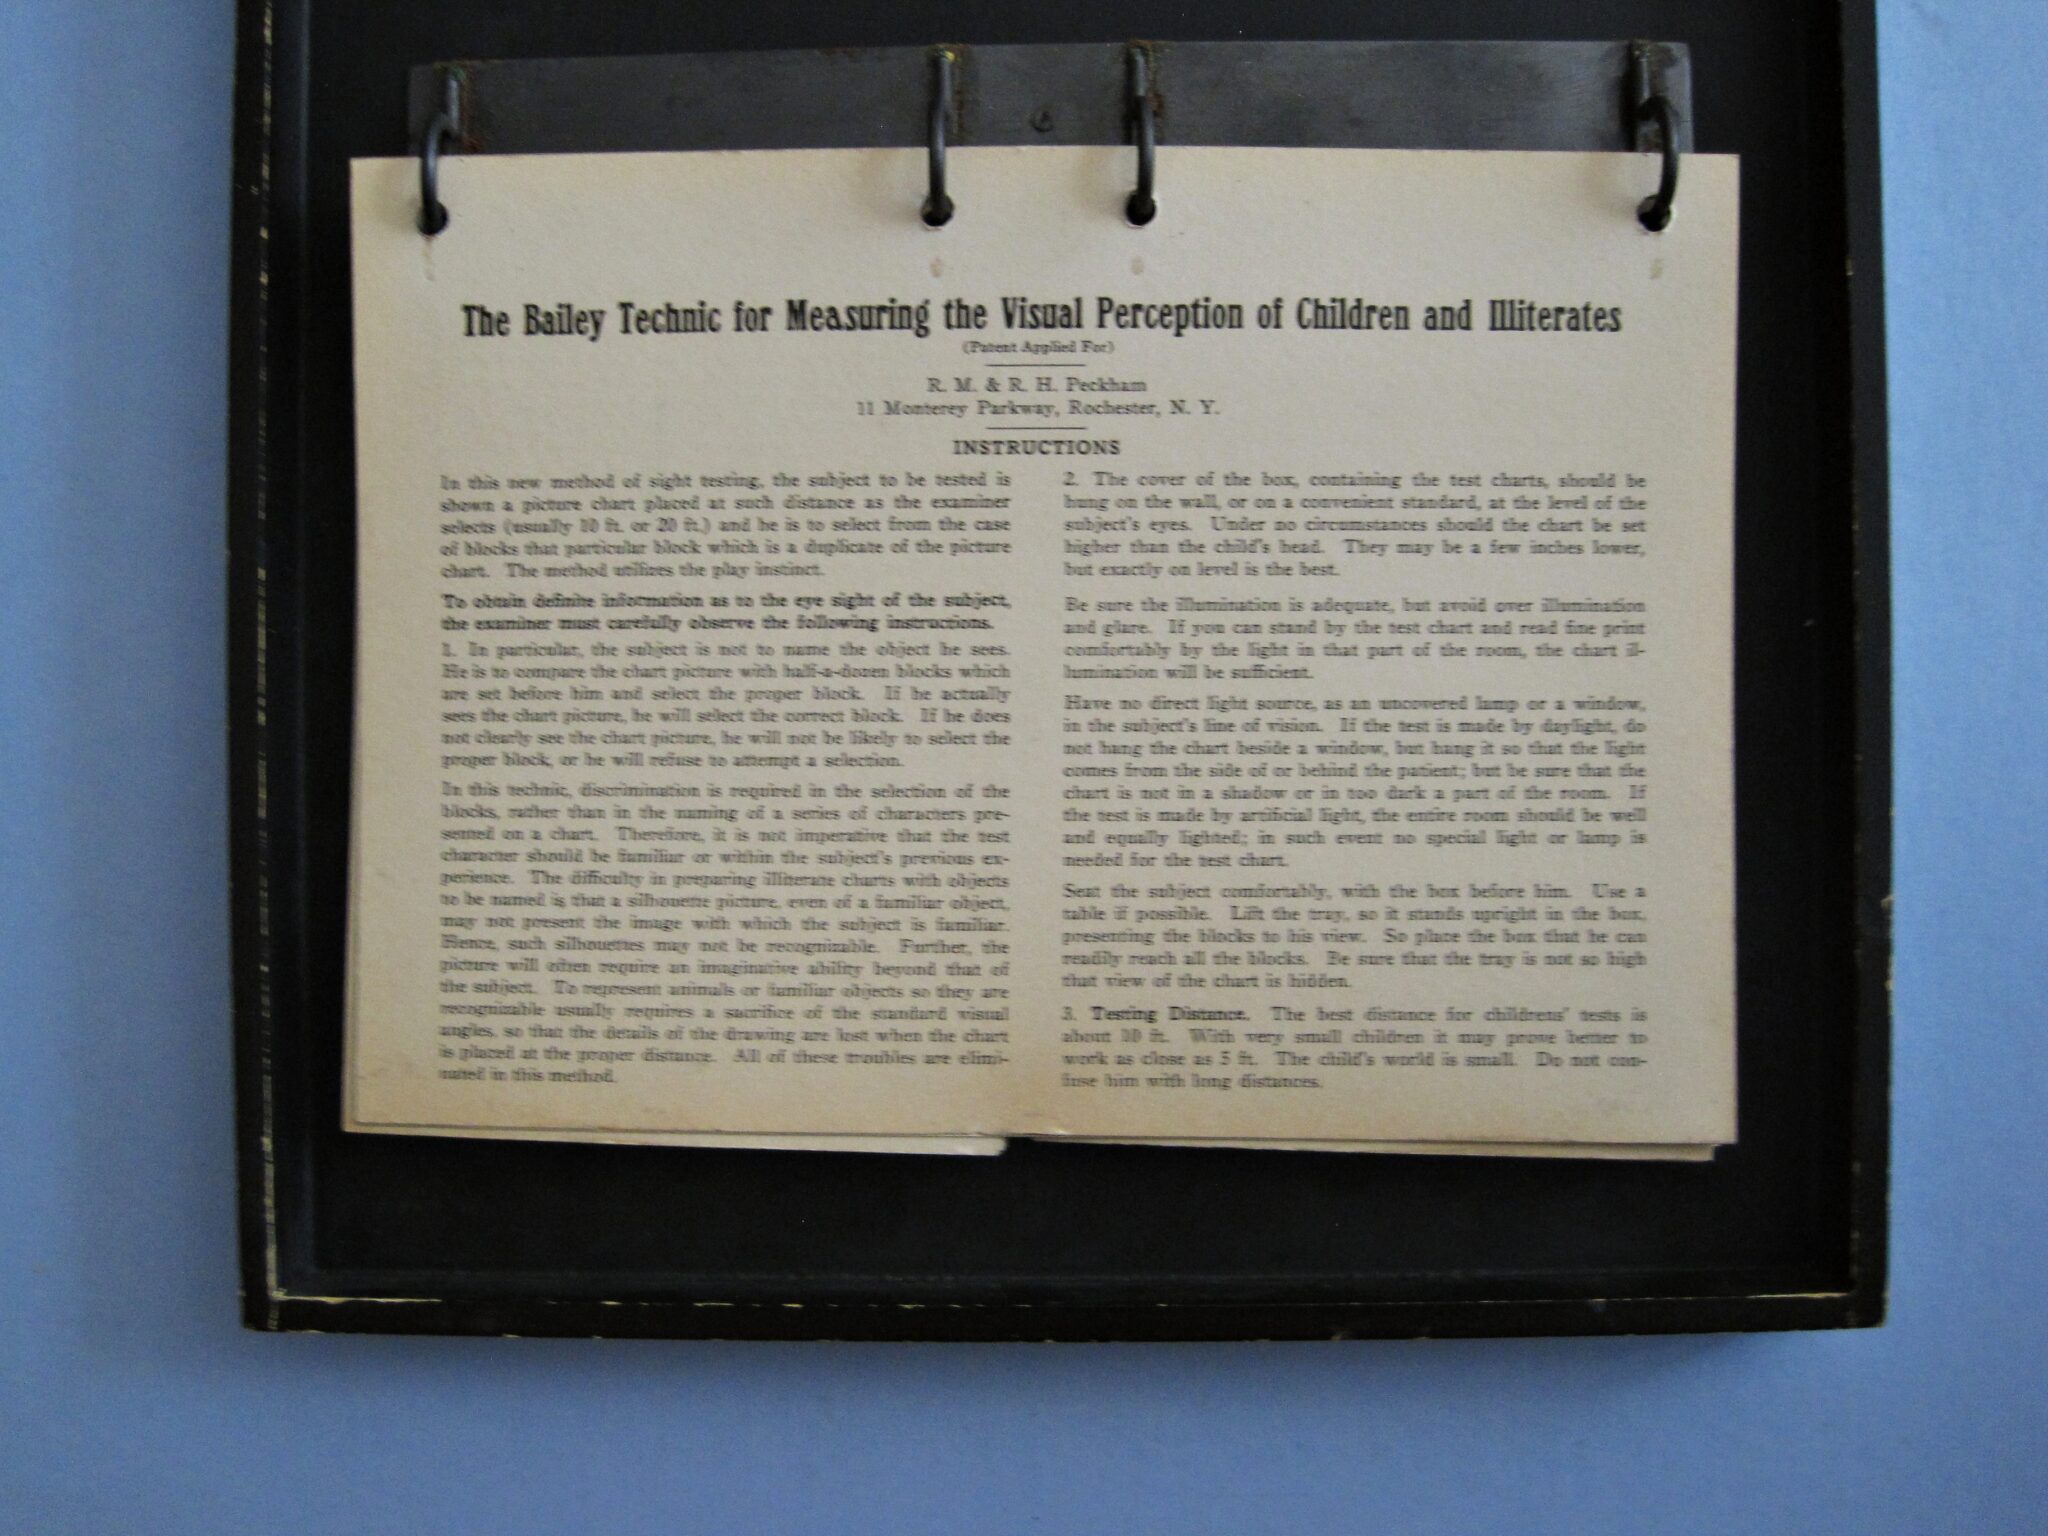 The Bailey Technic for Measuring the Visual Perception of Children and Illiterates
(Patent Applied For)
R. M. & R. H. Peckham
11 Monterey Parkway, Rochester, N. Y.
INSTRUCTIONS
In this new method of sight testing, the subject to be tested is
shown a picture chart placed at such distance as the examiner
selects (usually 10 ft. or 20 ft.) and he is to select from the case
of blocks that particular block which is a duplicate of the picture
chart. The method utilizes the play instinct.
To obtain definite information as to the eye sight of the subject,
the examiner must carefully observe the following instructions.
1. In particular, the subject is not to name the object he sees.
He is to compare the chart picture with half-a-dozen blocks which
are set before him and select the proper block. If he actually
sees the chart picture, he will select the correct block. If he does
not clearly see the chart picture, he will not be likely to select the
proper block, or he will refuse to attempt a selection.
In this technic, discrimination is required in the selection of the
blocks, rather than in the naming of a series of characters pre-
sented on a chart. Therefore, it is not imperative that the test
character should be familiar or within the subject's previous ex-
perience. The difficulty in preparing illiterate charts with objects
to be named is that a silhouette picture, even of a familiar object,
may not present the image with which the subject is familiar.
Hence, such silhouettes may not be recognizable. Further, the
picture will often require an imaginative ability beyond that of
the subject. To represent animals or familiar objects so they are
recognizable usually requires a sacrifice of the standard visual
angles, so that the details of the drawing are lost when the chart
is placed at the proper distance. All of these troubles are elimi-
nated in this method.
2. The cover of the box, containing the test charts, should be
hung on the wall, or on a convenient standard, at the level of the
subject's eyes. Under no circumstances should the chart be set
higher than the child's head. They may be a few inches lower,
but exactly on level is the best.
Be sure the illumination is adequate, but avoid over illumination
and glare. If you can stand by the test chart and read fine print
comfortably by the light in that part of the room, the chart il-
lumination will be sufficient.
Have no direct light source, as an uncovered lamp or a window,
in the subject's line of vision. If the test is made by daylight, do
not hang the chart beside a window, but hang it so that the light
comes from the side of or behind the patient; but be sure that the
chart is not in a shadow or in too dark a part of the room. If
the test is made by artificial light, the entire room should be well
and equally lighted; in such event no special light or lamp is
needed for the test chart.
Seat the subject comfortably, with the box before him. Use a
table if possible. Lift the tray, so it stands upright in the box,
presenting the blocks to his view. So place the box that he can
readily reach all the blocks. Be sure that the tray is not so high
that view of the chart is hidden.
3. Testing Distance. The best distance for childrens' tests is
about 10 ft. With very small children it may prove better to
work as close as 5 ft. The child's world is small. Do not con-
fuse him with long distances.